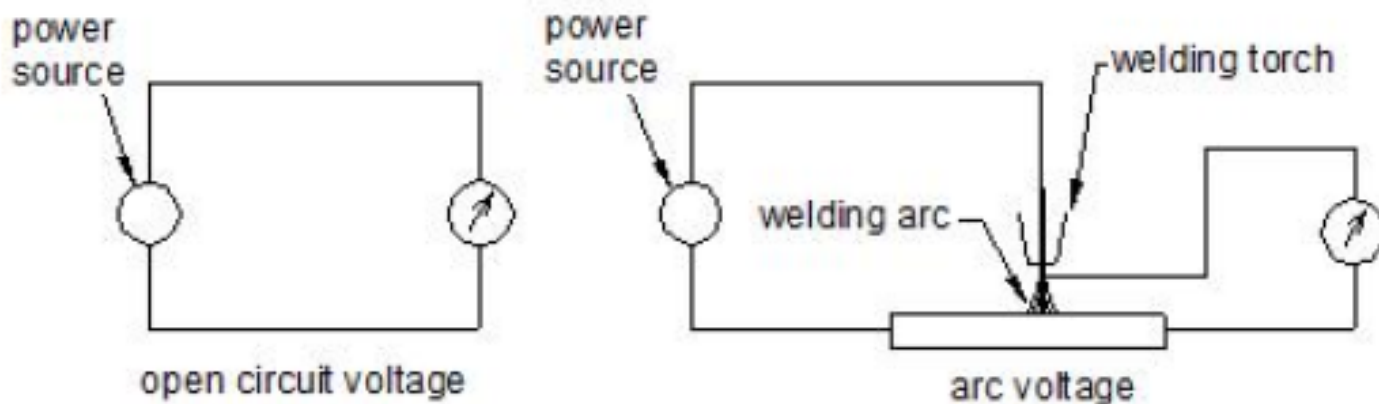 power
source
open circuit voltage
power
source
welding torch
welding arc
arc voltage